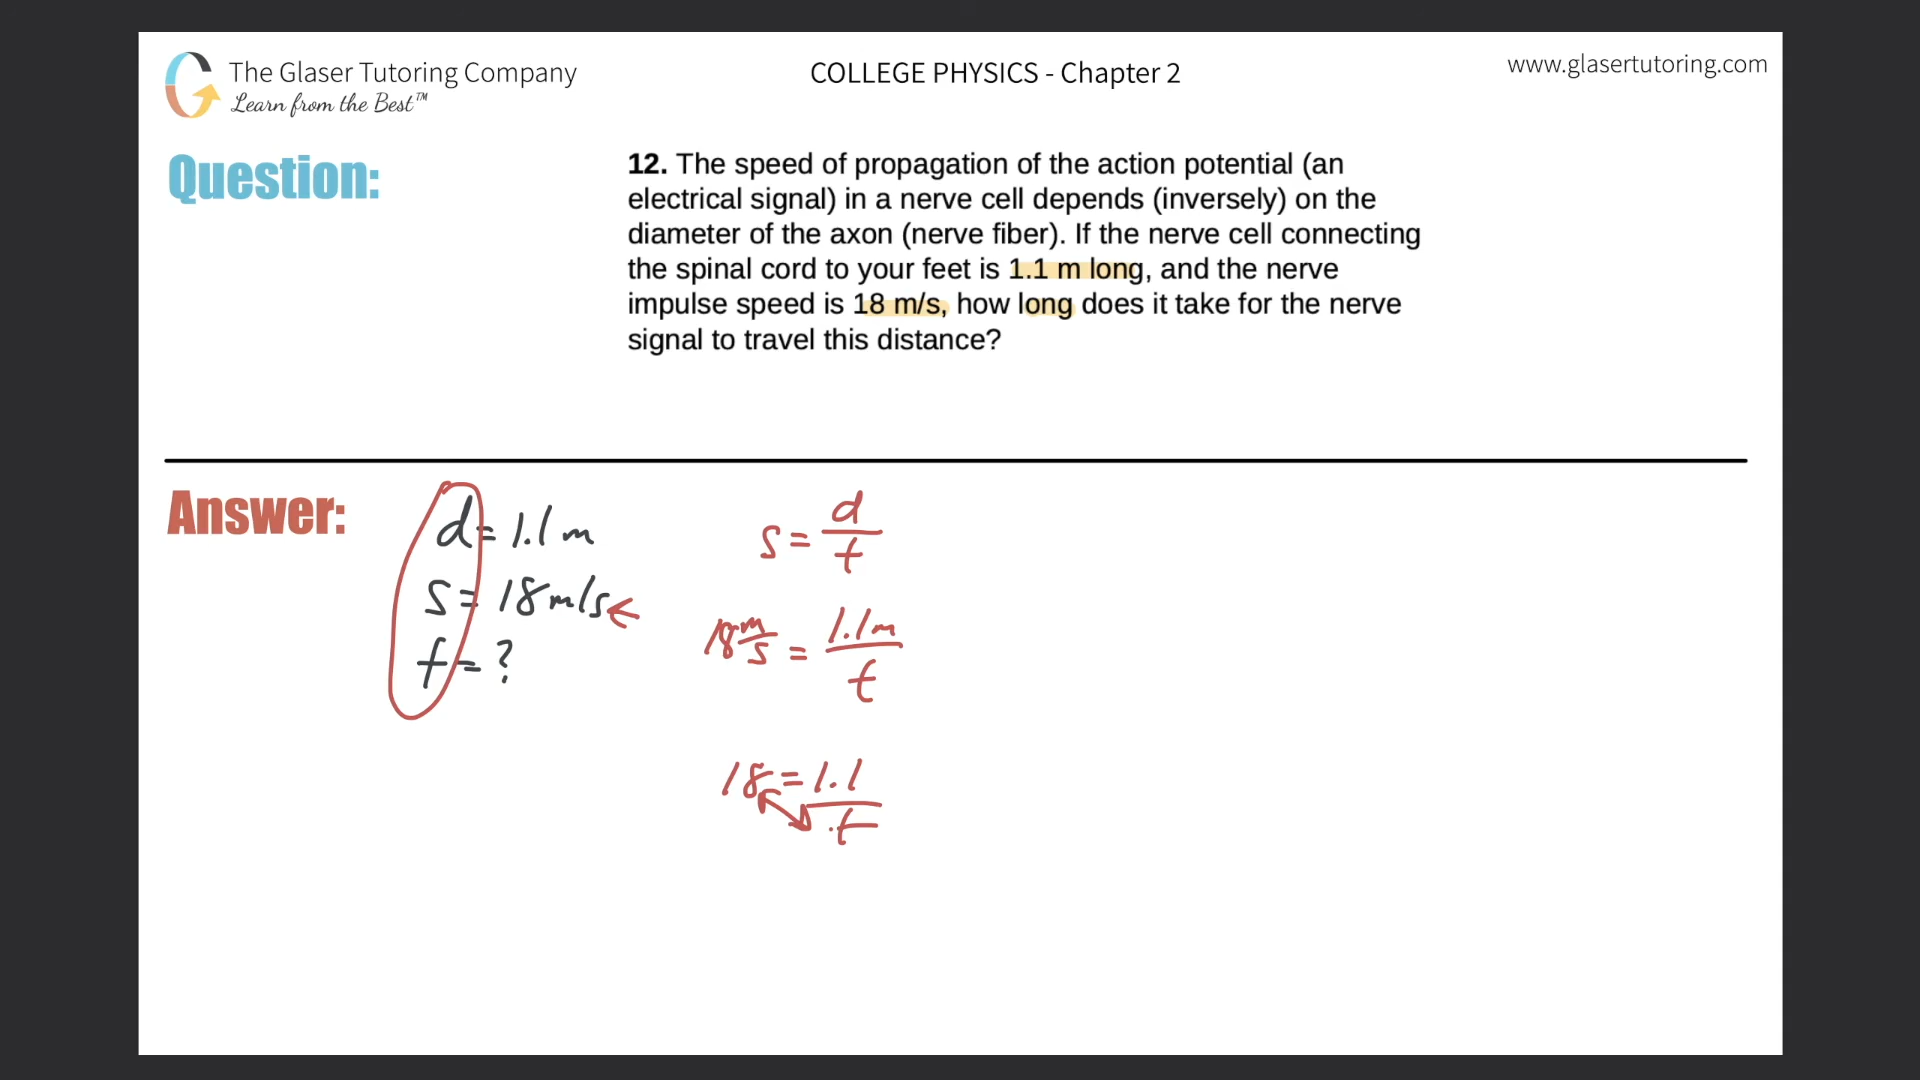 The Glaser Tutoring Company
Learn from the Best™
COLLEGE PHYSICS - Chapter 2
www.glasertutoring.com
Question:
12. The speed of propagation of the action potential (an
electrical signal) in a nerve cell depends (inversely) on the
diameter of the axon (nerve fiber). If the nerve cell connecting
the spinal cord to your feet is 1.1 m long, and the nerve
impulse speed is 18 m/s, how long does it take for the nerve
signal to travel this distance?
Answer:
d = 1.1 m
s = 18 m/s ←
t = ?
s = d/t
18 m/s = 1.1 m/t
18 = 1.1/t